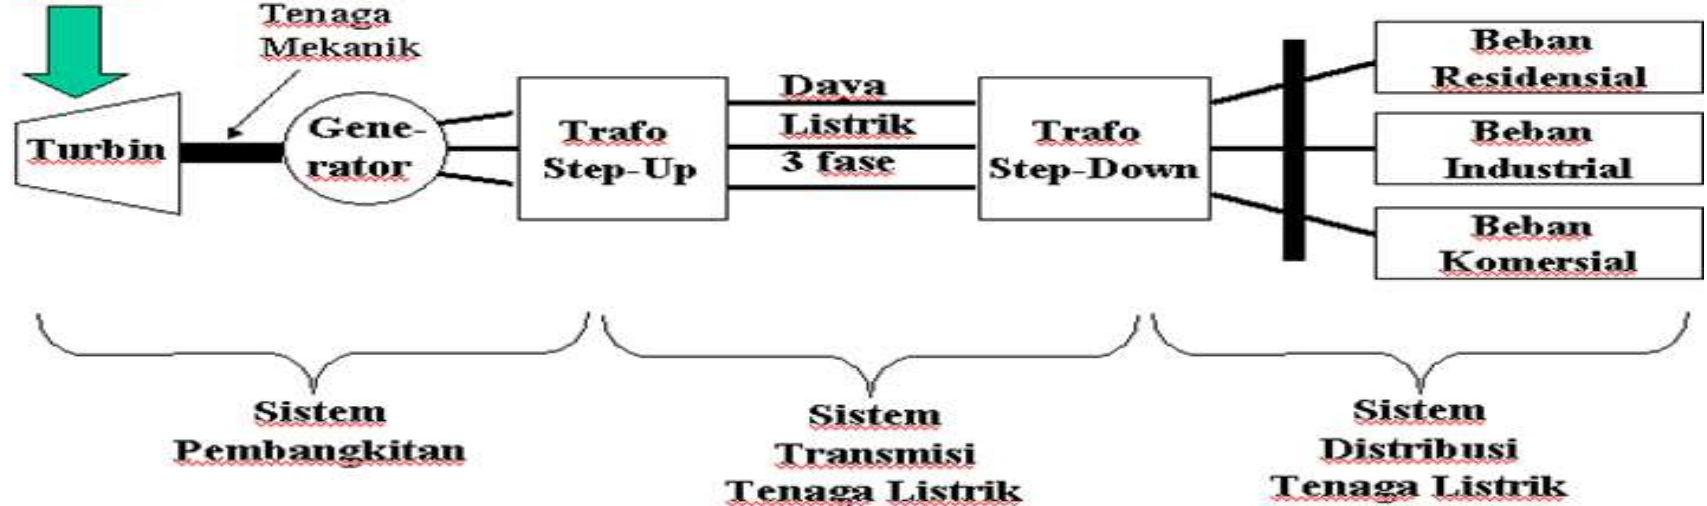 Tenaga
Mekanik
Turbin
Gene-
rator
Trafo
Step-Up
Daya
Listrik
3 fase
Trafo
Step-Down
Beban
Residensial
Beban
Industrial
Beban
Komersial
Sistem
Pembangkitan
Sistem
Transmisi
Tenaga Listrik
Sistem
Distribusi
Tenaga Listrik